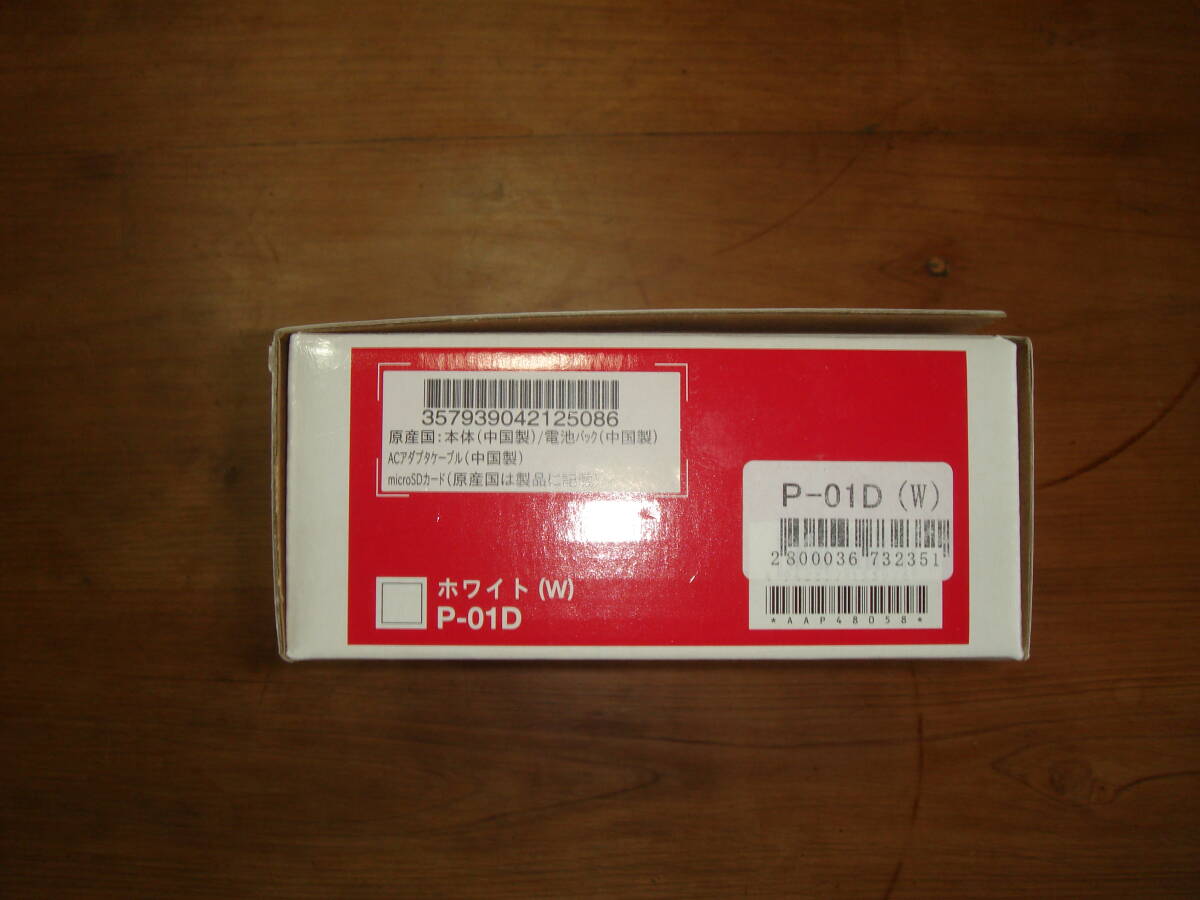 357939042125086
原産国:本体(中国製)/電池パック(中国製)
ACアダプタケーブル(中国製)
microSDカード(原産国は製品に記載)
P-01D (W)
2800036 732351
*AAP48058*
ホワイト (W)
P-01D